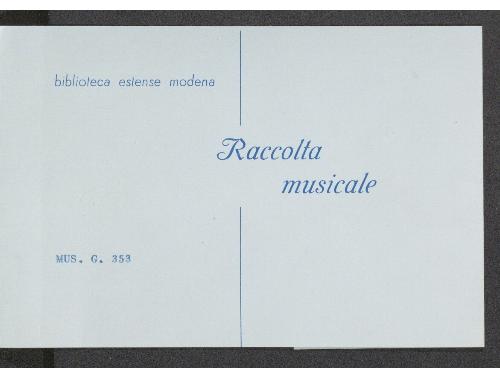 biblioteca estense modena
Raccolta
musicale
MUS. G. 353